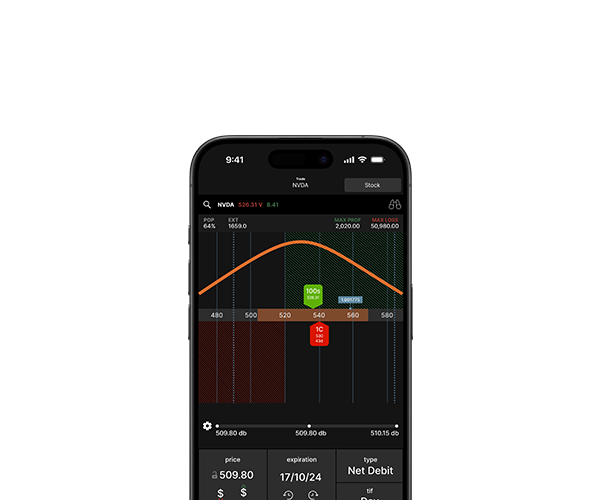 9:41
Trade
NVDA
Stock
NVDA 526.31 V 8.41
POP EXT MAX PROF MAX LOSS
64% 1659.0 2,020.00 50,980.00
100s
526.31
480 500 520 540 560 580
1C
530
43d
509.80 db 509.80 db 510.15 db
price expiration type
509.80 17/10/24 Net Debit
$ $ tif
Day